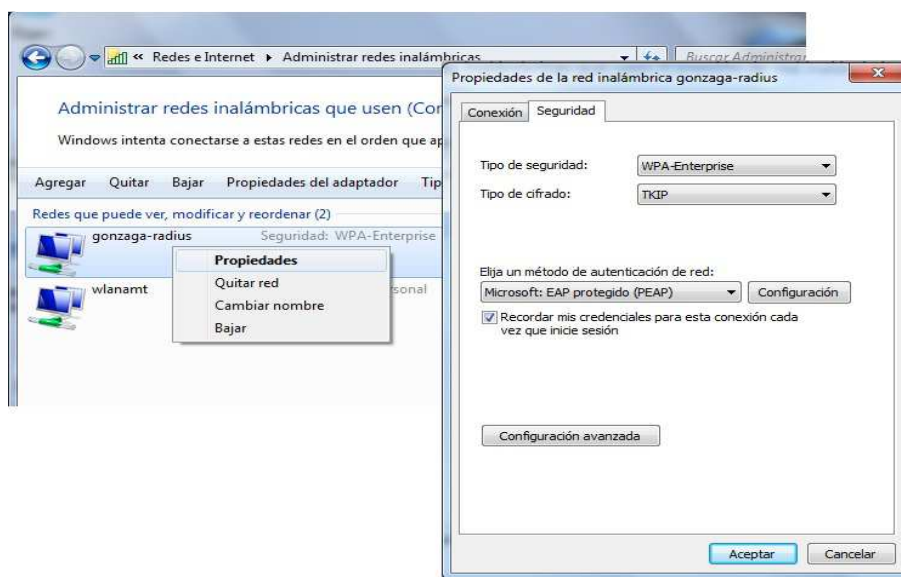 « Redes e Internet ▸ Administrar redes inalámbricas
Buscar Administrar
Administrar redes inalámbricas que usen (Cor
Windows intenta conectarse a estas redes en el orden que ap
Agregar Quitar Bajar Propiedades del adaptador Tip
Redes que puede ver, modificar y reordenar (2)
gonzaga-radius Seguridad: WPA-Enterprise
wlanamt sonal
Propiedades
Quitar red
Cambiar nombre
Bajar
Propiedades de la red inalámbrica gonzaga-radius
Conexión Seguridad
Tipo de seguridad: WPA-Enterprise
Tipo de cifrado: TKIP
Elija un método de autenticación de red:
Microsoft: EAP protegido (PEAP) Configuración
Recordar mis credenciales para esta conexión cada
vez que inicie sesión
Configuración avanzada
Aceptar Cancelar